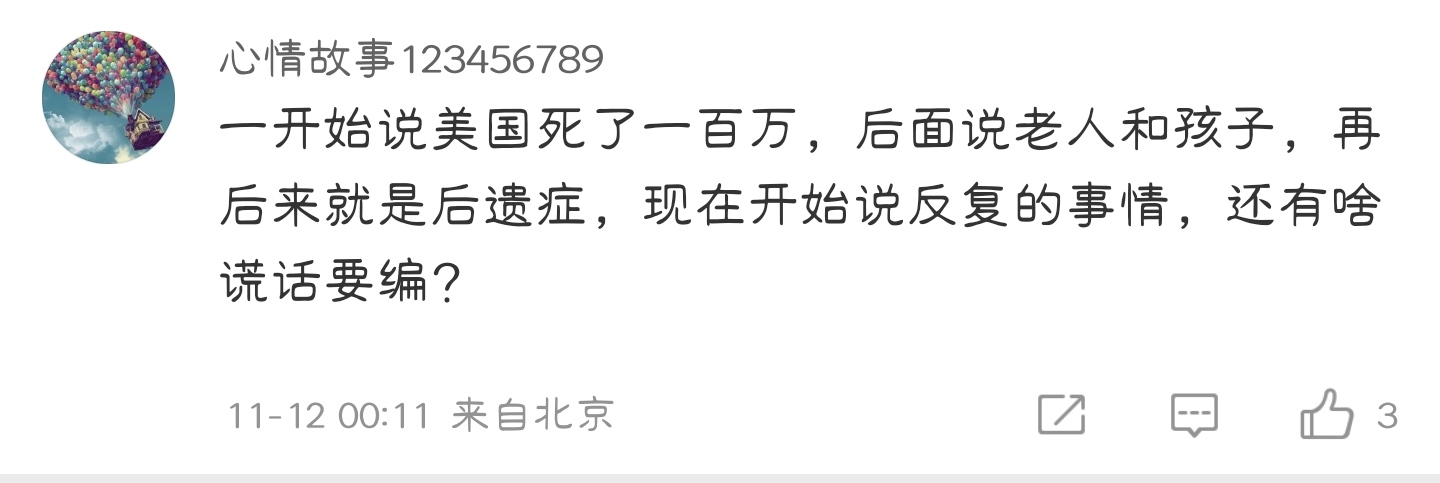 心情故事123456789
一开始说美国死了一百万，后面说老人和孩子，再
后来就是后遗症，现在开始说反复的事情，还有啥
谎话要编？
11-12 00:11 来自北京
3